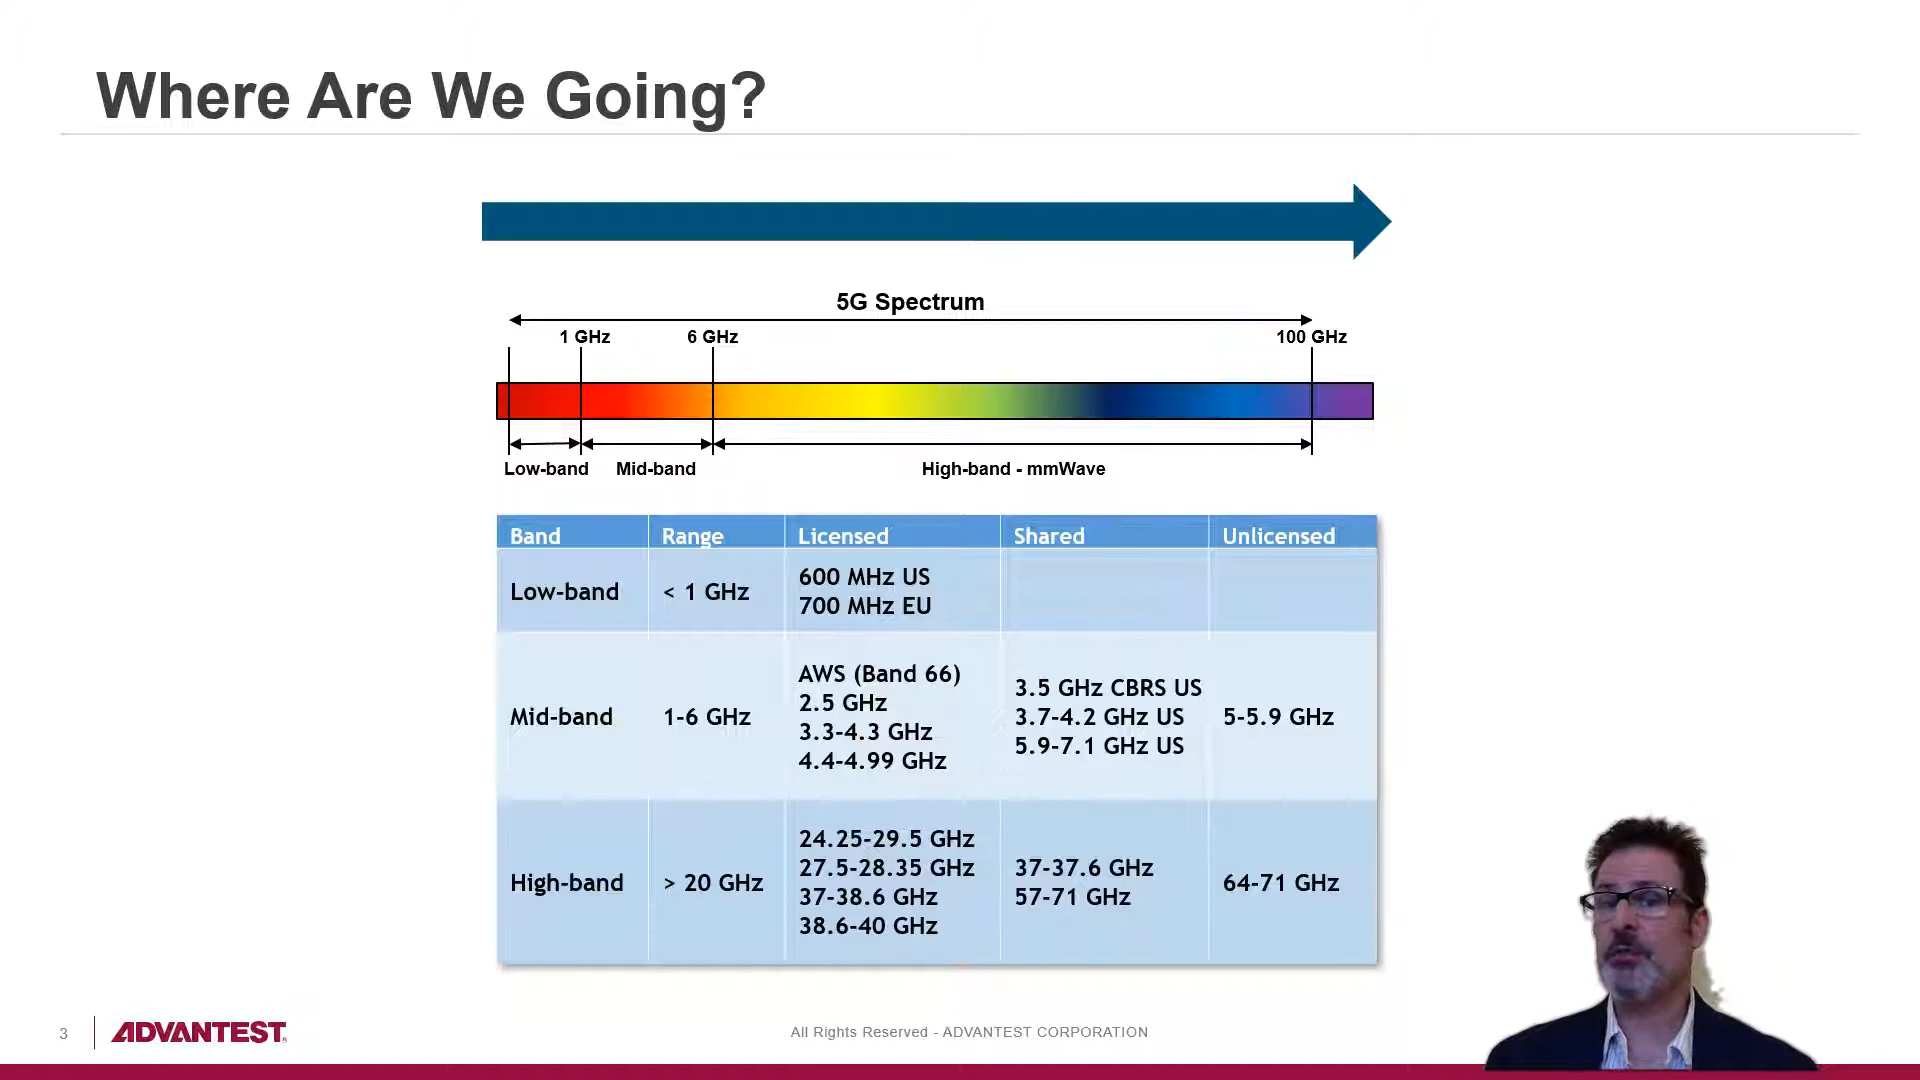 Where Are We Going?
5G Spectrum
1 GHz 6 GHz 100 GHz
Low-band Mid-band High-band - mmWave
Band Range Licensed Shared Unlicensed
Low-band < 1 GHz 600 MHz US
700 MHz EU
Mid-band 1-6 GHz AWS (Band 66)
2.5 GHz
3.3-4.3 GHz
4.4-4.99 GHz
3.5 GHz CBRS US
3.7-4.2 GHz US
5.9-7.1 GHz US
5-5.9 GHz
High-band > 20 GHz 24.25-29.5 GHz
27.5-28.35 GHz
37-38.6 GHz
38.6-40 GHz
37-37.6 GHz
57-71 GHz
64-71 GHz
3 ADVANTEST All Rights Reserved - ADVANTEST CORPORATION